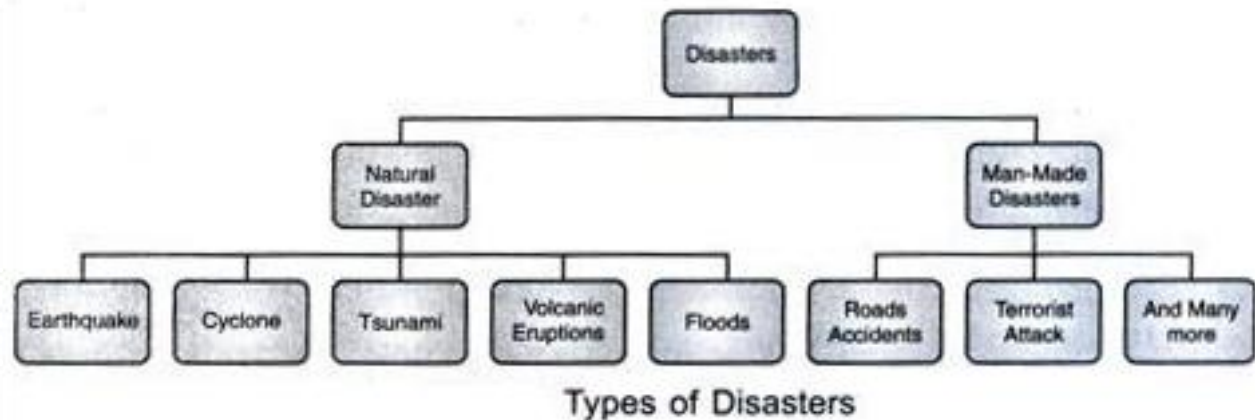 Disasters
Natural
Disaster
Man-Made
Disasters
Earthquake
Cyclone
Tsunami
Volcanic
Eruptions
Floods
Roads
Accidents
Terrorist
Attack
And Many
more
Types of Disasters